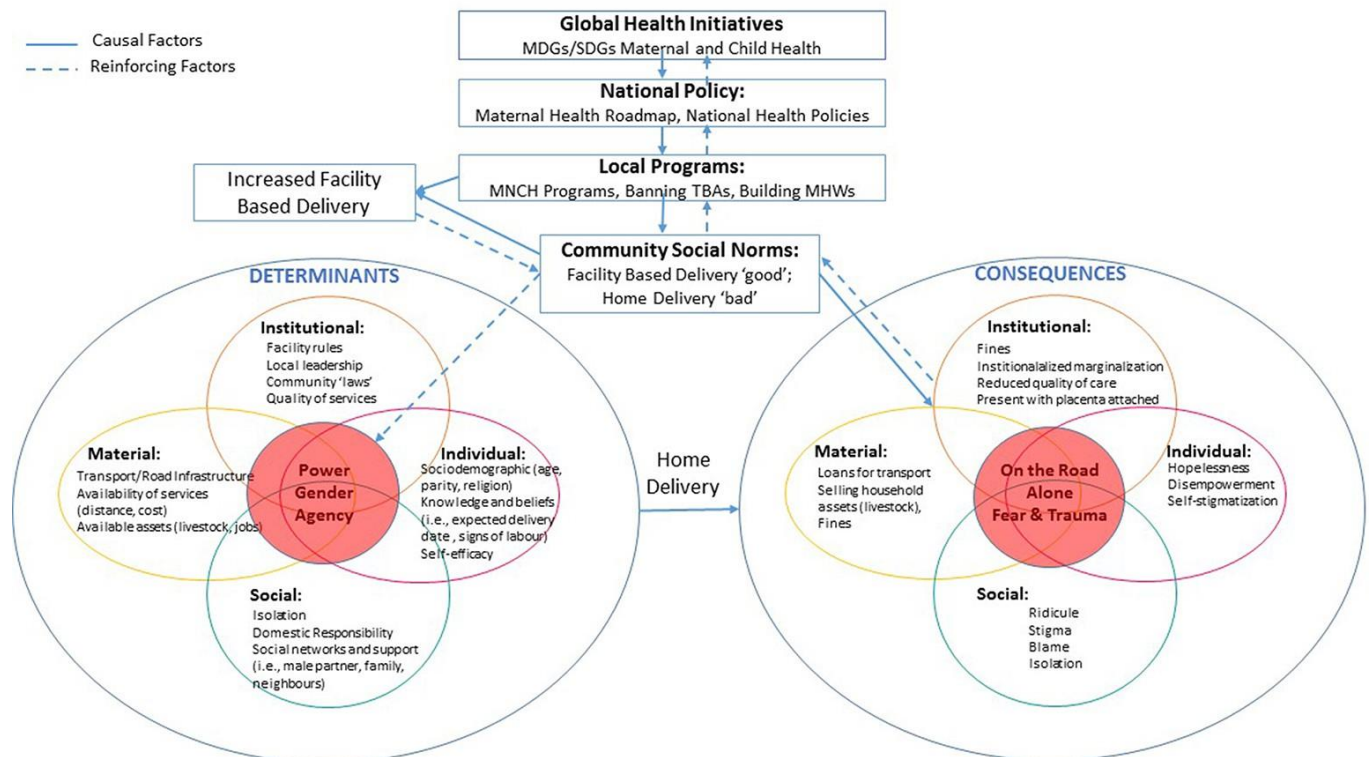 Causal Factors
Reinforcing Factors
Global Health Initiatives
MDGs/SDGs Maternal and Child Health
National Policy:
Maternal Health Roadmap, National Health Policies
Local Programs:
MNCH Programs, Banning TBAs, Building MHWs
Increased Facility
Based Delivery
Community Social Norms:
Facility Based Delivery ‘good’;
Home Delivery ‘bad’
DETERMINANTS
Institutional:
Facility rules
Local leadership
Community ‘laws’
Quality of services
Material:
Transport/Road Infrastructure
Availability of services
(distance, cost)
Available assets (livestock, jobs)
Power
Gender
Agency
Individual:
Sociodemographic (age,
parity, religion)
Knowledge and beliefs
(i.e., expected delivery
date , signs of labour)
Self-efficacy
Social:
Isolation
Domestic Responsibility
Social networks and support
(i.e., male partner, family,
neighbours)
Home
Delivery
CONSEQUENCES
Institutional:
Fines
Institionalalized marginalization
Reduced quality of care
Present with placenta attached
Material:
Loans for transport
Selling household
assets (livestock),
Fines
On the Road
Alone
Fear & Trauma
Individual:
Hopelessness
Disempowerment
Self-stigmatization
Social:
Ridicule
Stigma
Blame
Isolation